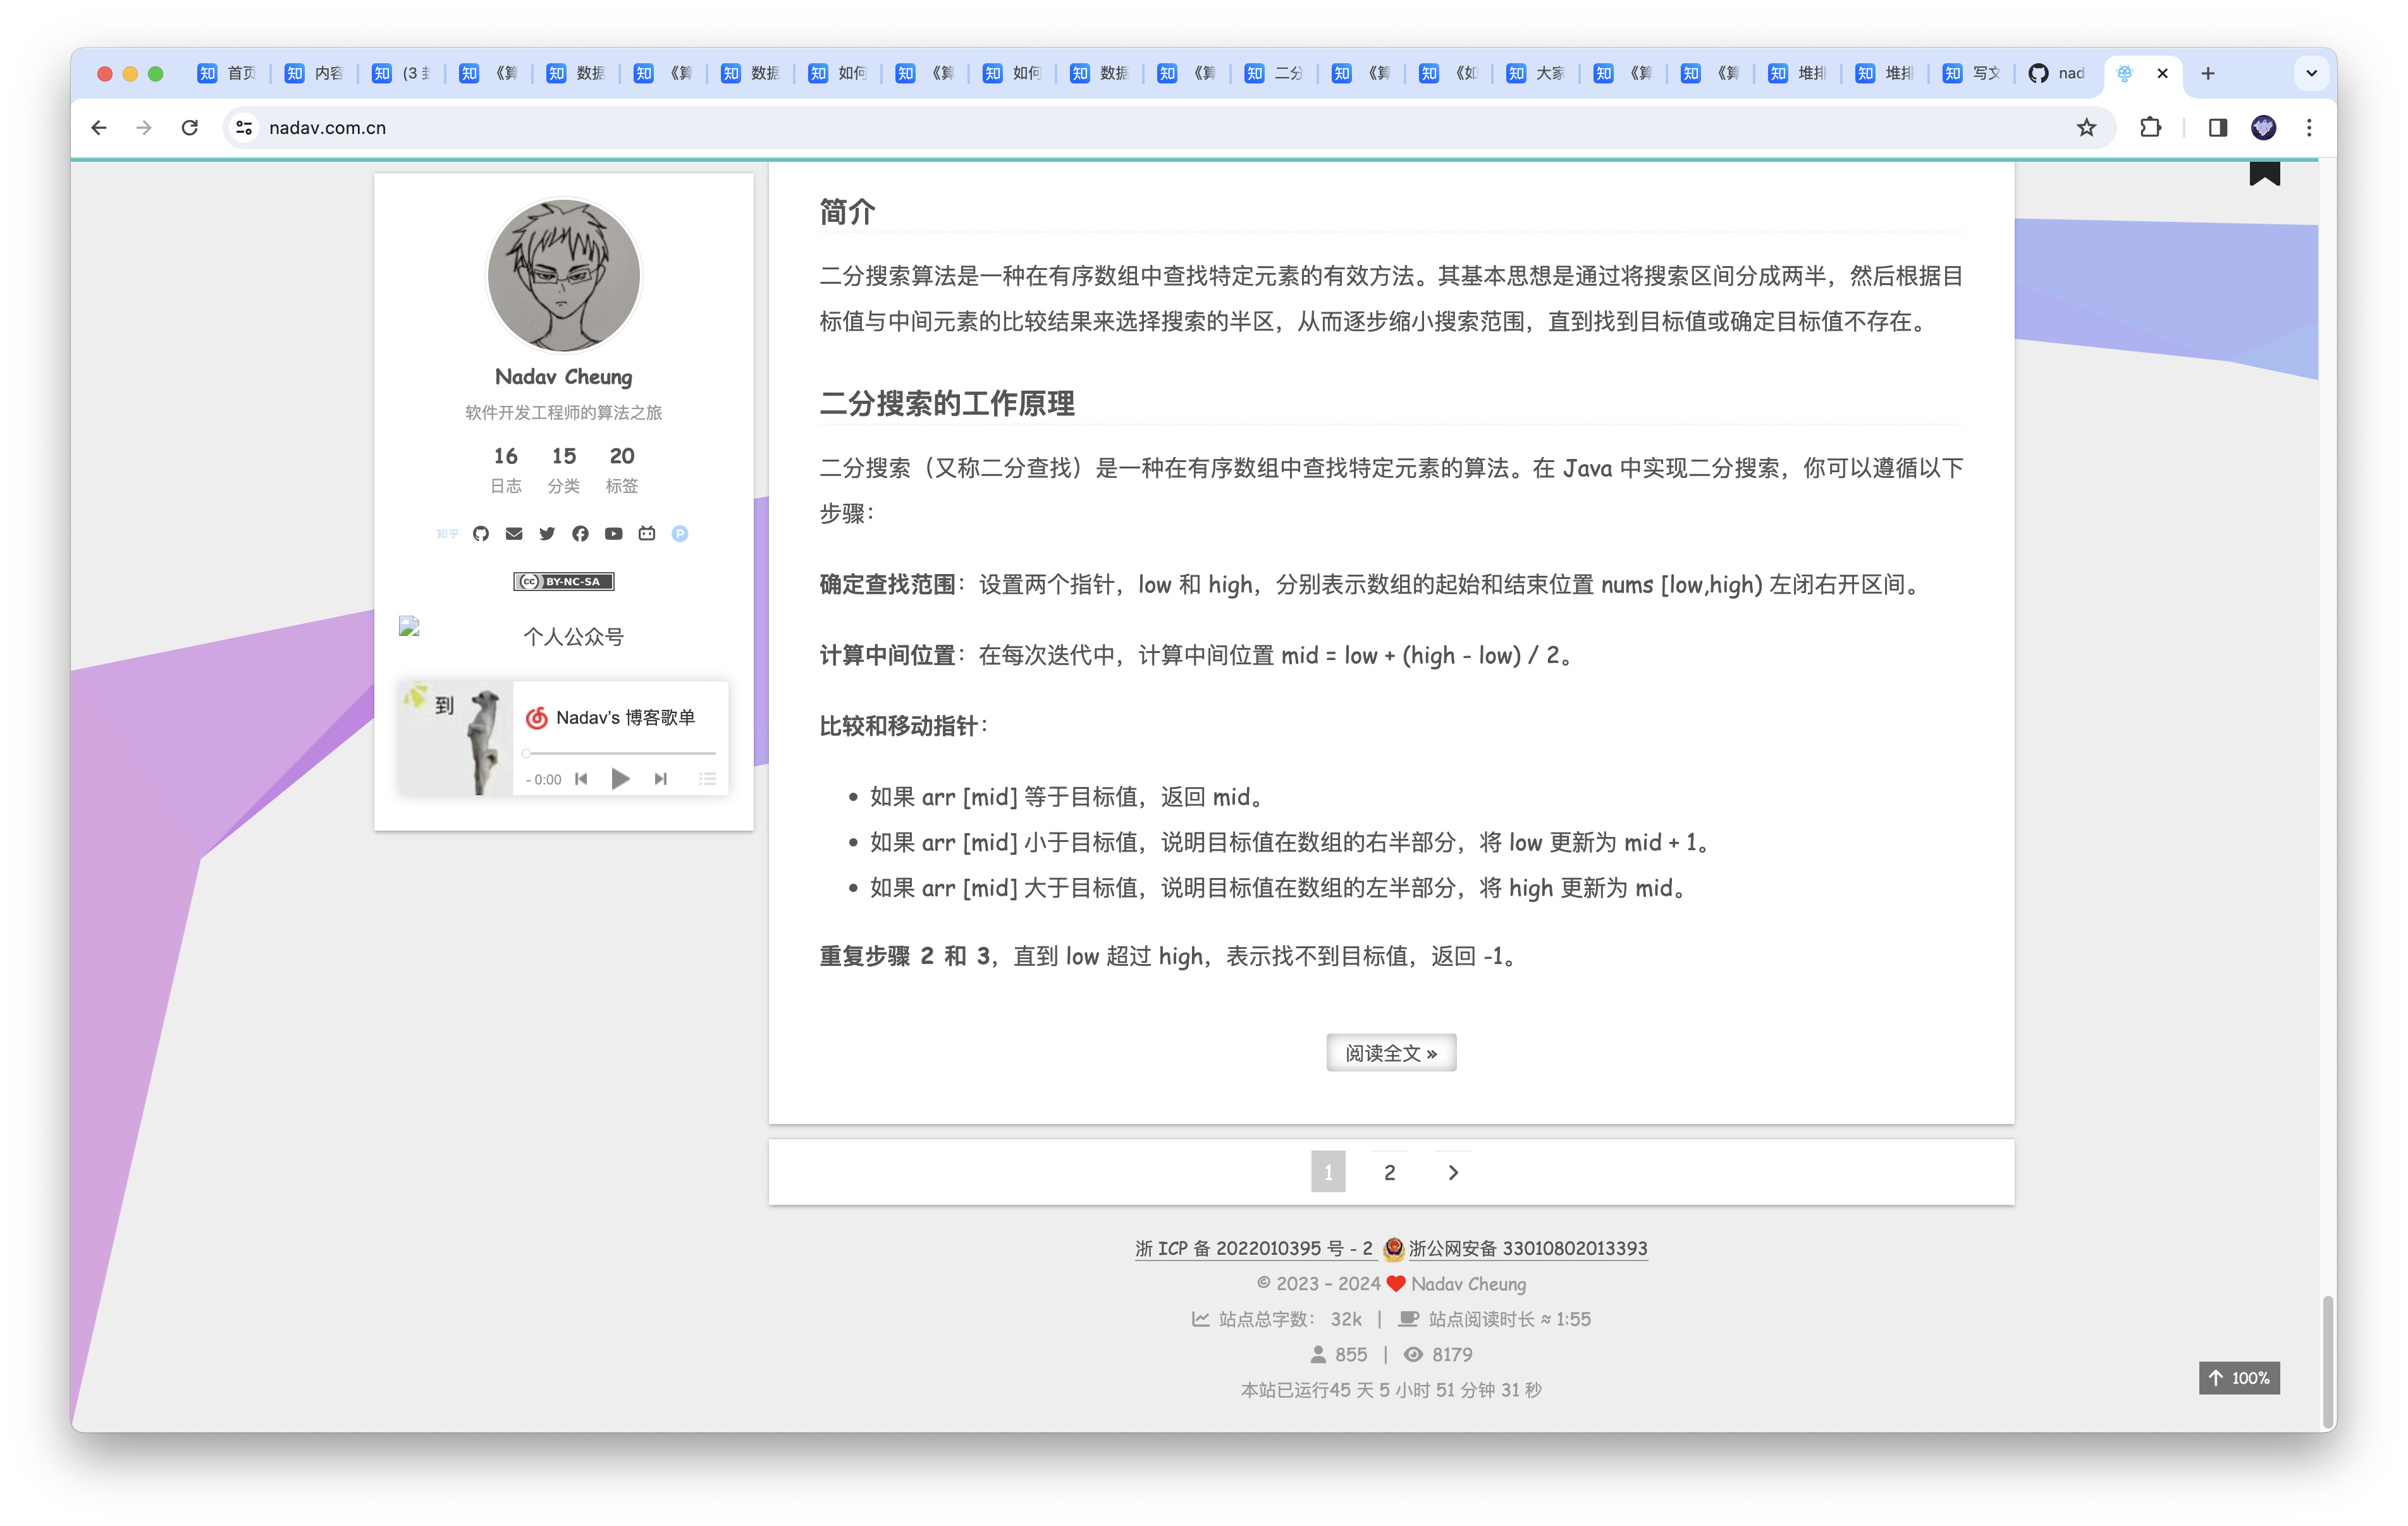 知 首页
知 内容
知 (3 封
知 《算
知 数据
知 《算
知 数据
知 如何
知 《算
知 如何
知 数据
知 《算
知 二分
知 《算
知 《如
知 大家
知 《算
知 《算
知 堆排
知 堆排
知 写文
nad
nadav.com.cn
Nadav Cheung
软件开发工程师的算法之旅
16 15 20
日志 分类 标签
知乎
P
cc BY-NC-SA
个人公众号
到
Nadav's 博客歌单
- 0:00
简介
二分搜索算法是一种在有序数组中查找特定元素的有效方法。其基本思想是通过将搜索区间分成两半，然后根据目
标值与中间元素的比较结果来选择搜索的半区，从而逐步缩小搜索范围，直到找到目标值或确定目标值不存在。
二分搜索的工作原理
二分搜索（又称二分查找）是一种在有序数组中查找特定元素的算法。在 Java 中实现二分搜索，你可以遵循以下
步骤：
确定查找范围：设置两个指针，low 和 high，分别表示数组的起始和结束位置 nums [low,high) 左闭右开区间。
计算中间位置：在每次迭代中，计算中间位置 mid = low + (high - low) / 2。
比较和移动指针：
• 如果 arr [mid] 等于目标值，返回 mid。
• 如果 arr [mid] 小于目标值，说明目标值在数组的右半部分，将 low 更新为 mid + 1。
• 如果 arr [mid] 大于目标值，说明目标值在数组的左半部分，将 high 更新为 mid。
重复步骤 2 和 3，直到 low 超过 high，表示找不到目标值，返回 -1。
阅读全文 »
1 2
浙 ICP 备 2022010395 号 - 2 浙公网安备 33010802013393
© 2023 – 2024 Nadav Cheung
站点总字数： 32k | 站点阅读时长 ≈ 1:55
855 | 8179
本站已运行45 天 5 小时 51 分钟 31 秒
100%